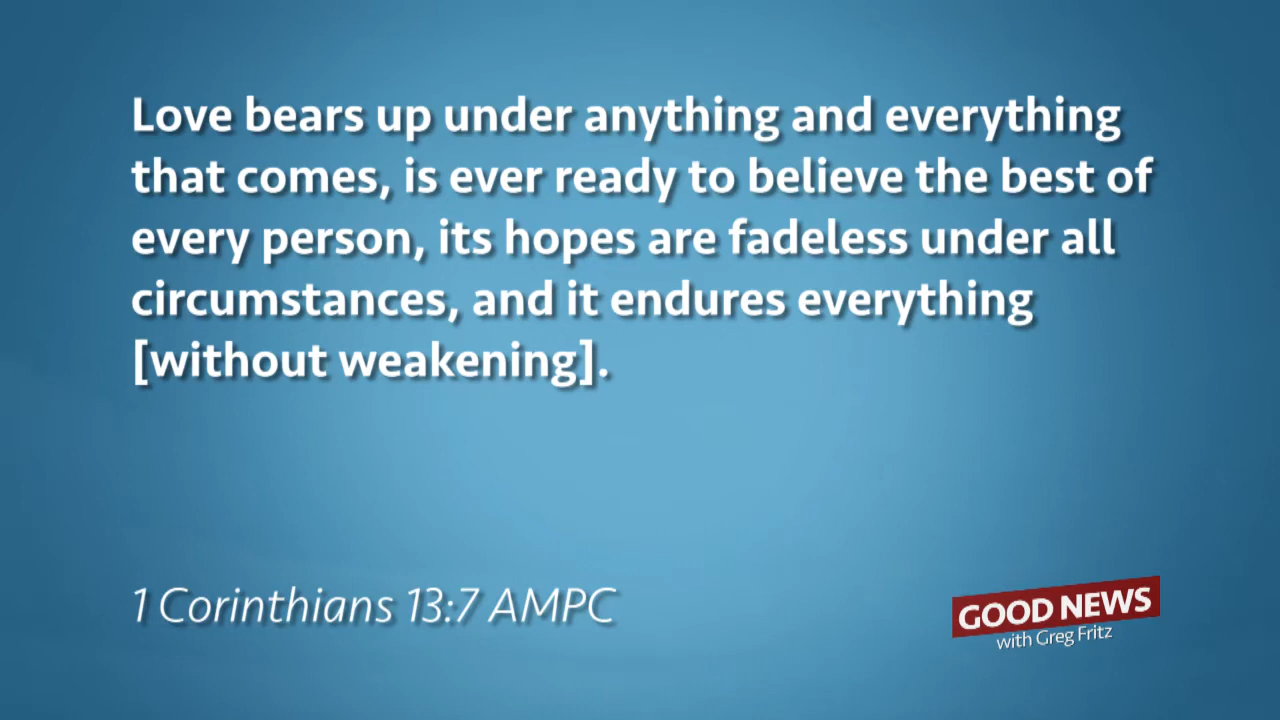 Love bears up under anything and everything
that comes, is ever ready to believe the best of
every person, its hopes are fadeless under all
circumstances, and it endures everything
[without weakening].
1 Corinthians 13:7 AMPC
GOOD NEWS
with Greg Fritz